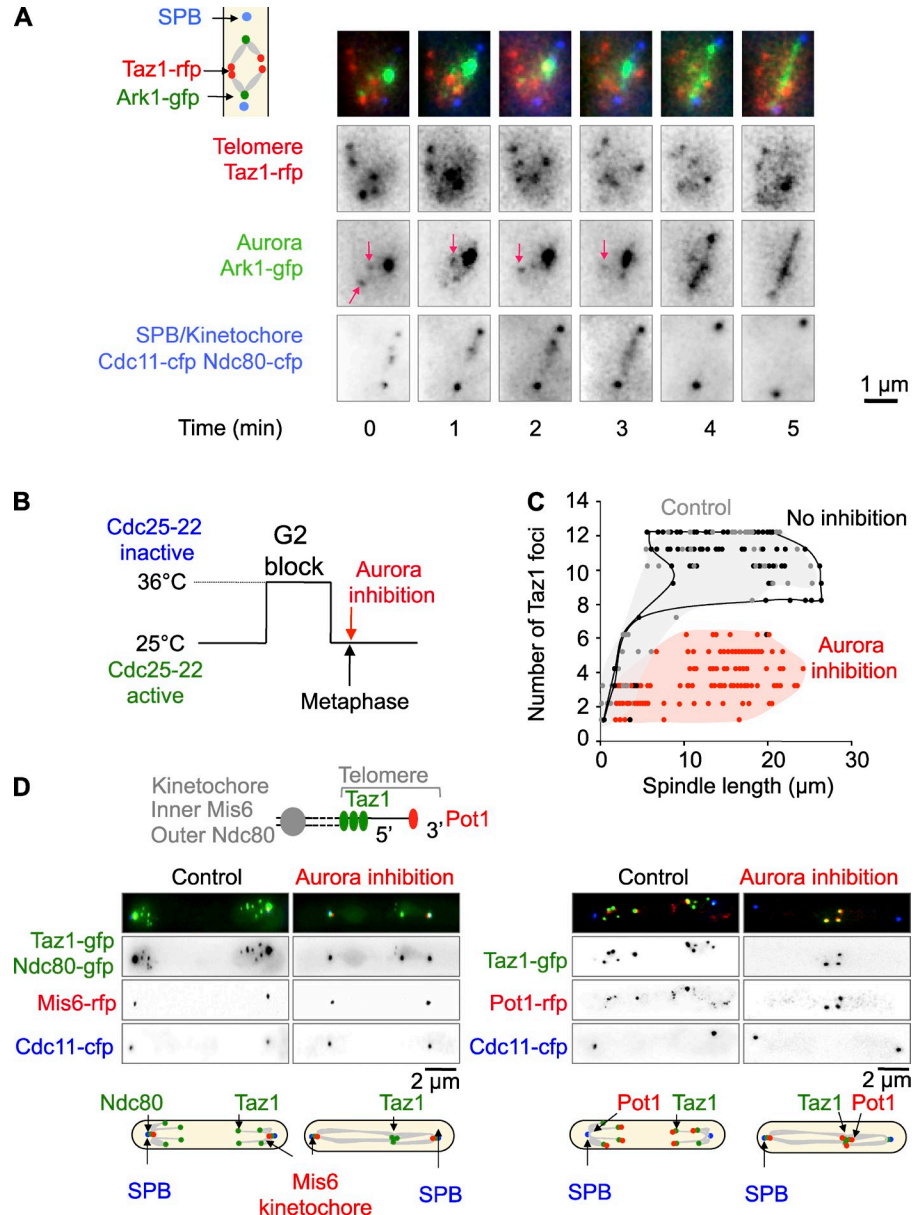 A
SPB
Taz1-rfp
Ark1-gfp
Telomere
Taz1-rfp
Aurora
Ark1-gfp
SPB/Kinetochore
Cdc11-cfp Ndc80-cfp
1 µm
Time (min) 0 1 2 3 4 5
B
Cdc25-22
inactive
G2
block
36°C
Aurora
inhibition
25°C
Cdc25-22
active
Metaphase
C
Number of Taz1 foci
14
12
10
8
6
4
2
0
Control
No inhibition
Aurora
inhibition
0 10 20 30
Spindle length (µm)
D
Kinetochore
Inner Mis6
Outer Ndc80
Telomere
Taz1
5’ 3’ Pot1
Control Aurora inhibition
Taz1-gfp
Ndc80-gfp
Mis6-rfp
Cdc11-cfp
2 µm
Ndc80 Taz1 Taz1
SPB
Mis6
kinetochore
SPB
Control Aurora inhibition
Taz1-gfp
Pot1-rfp
Cdc11-cfp
2 µm
Pot1 Taz1 Taz1 Pot1
SPB SPB